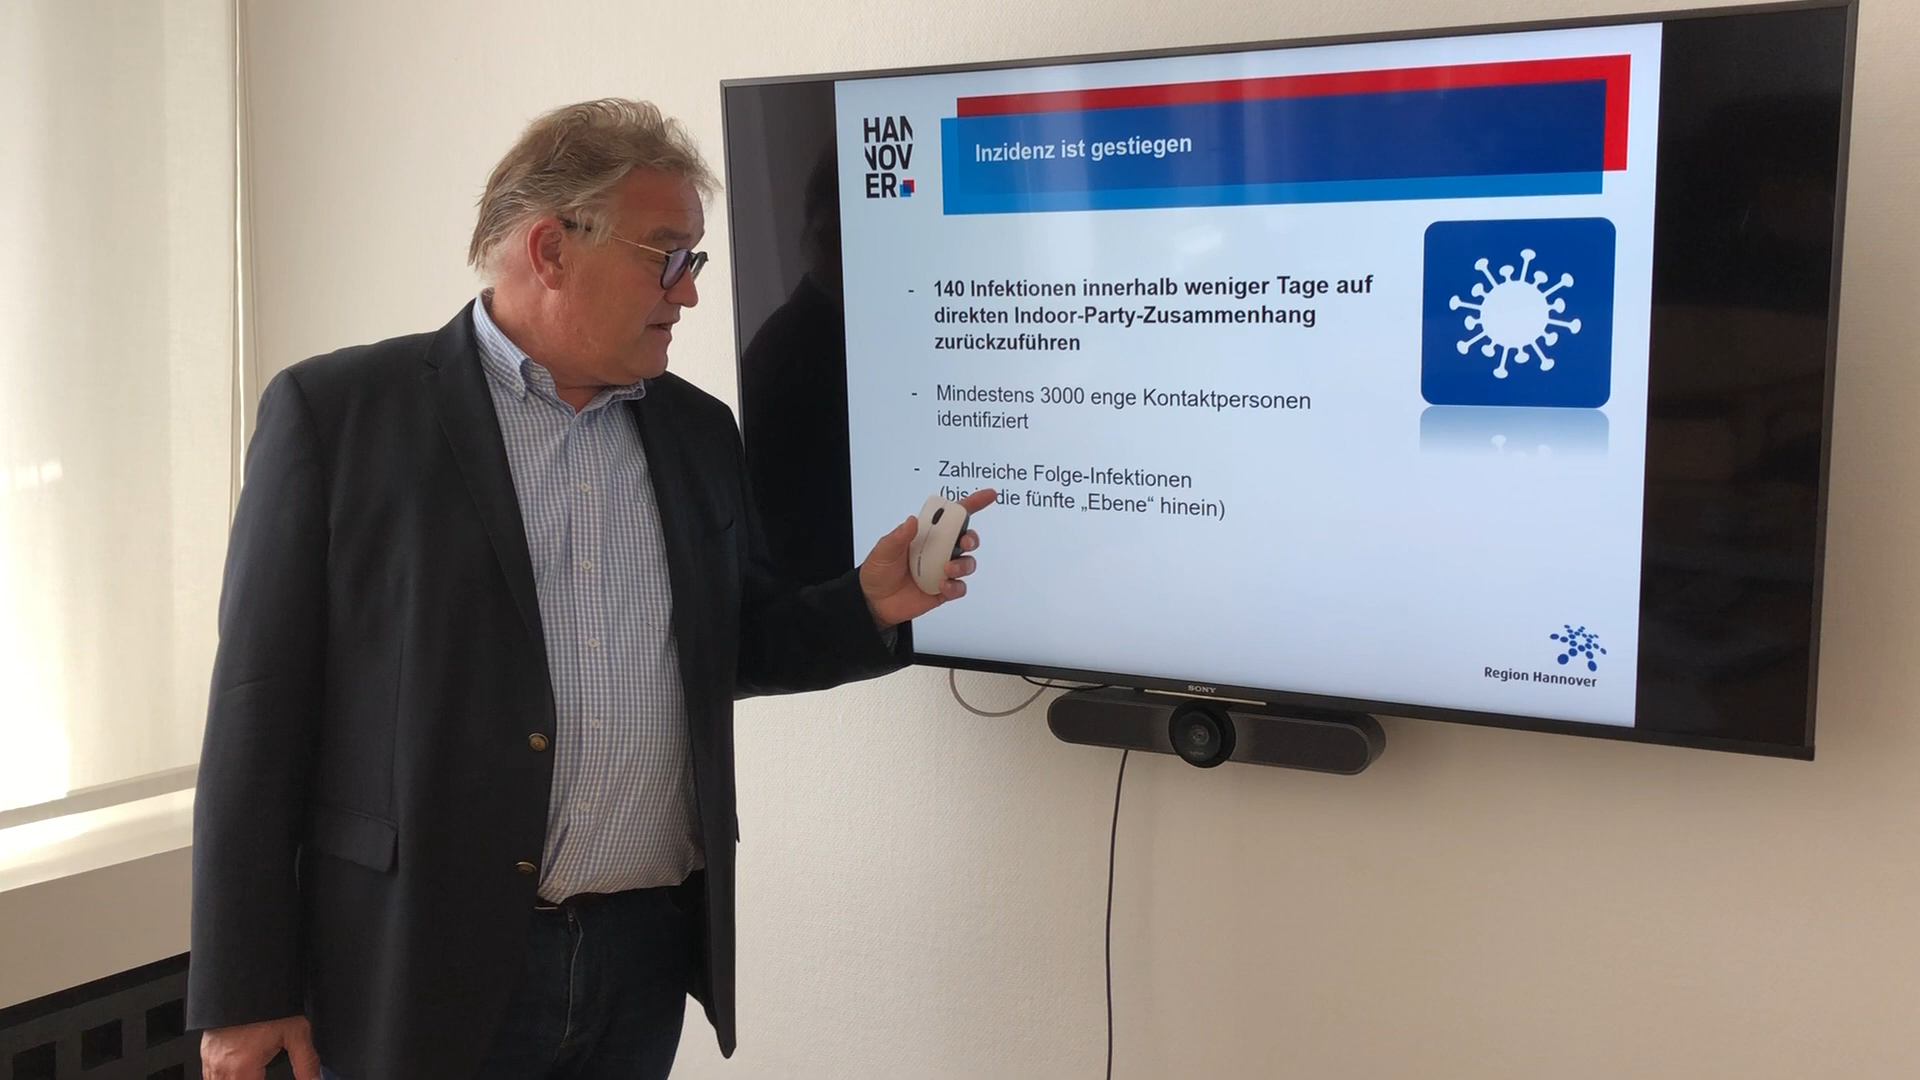 HAN
NOV
ER
Inzidenz ist gestiegen
- 140 Infektionen innerhalb weniger Tage auf
direkten Indoor-Party-Zusammenhang
zurückzuführen
- Mindestens 3000 enge Kontaktpersonen
identifiziert
- Zahlreiche Folge-Infektionen
(bis die fünfte „Ebene“ hinein)
Region Hannover
SONY